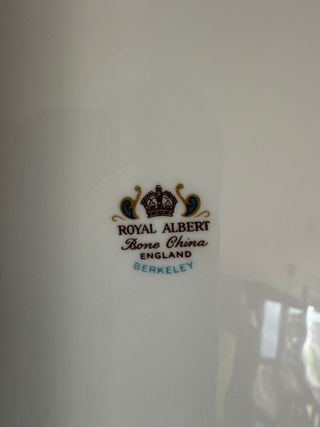 ROYAL ALBERT
Bone China
ENGLAND
BERKELEY